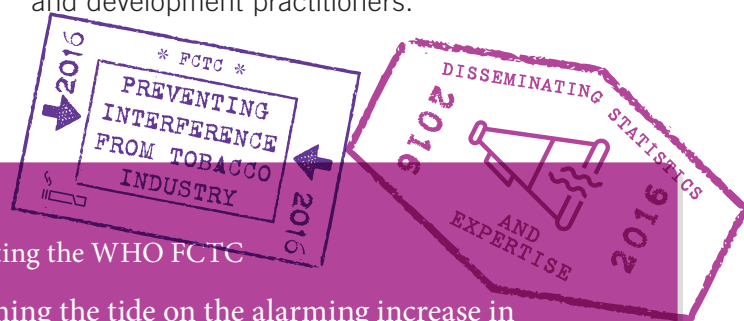 and development practitioners.
* FCTC *
2016
PREVENTING
INTERFERENCE
FROM TOBACCO
INDUSTRY
2016
DISSEMINATING STATISTICS
2016
AND
EXPERTISE
2016
ting the WHO FCTC
ning the tide on the alarming increase in